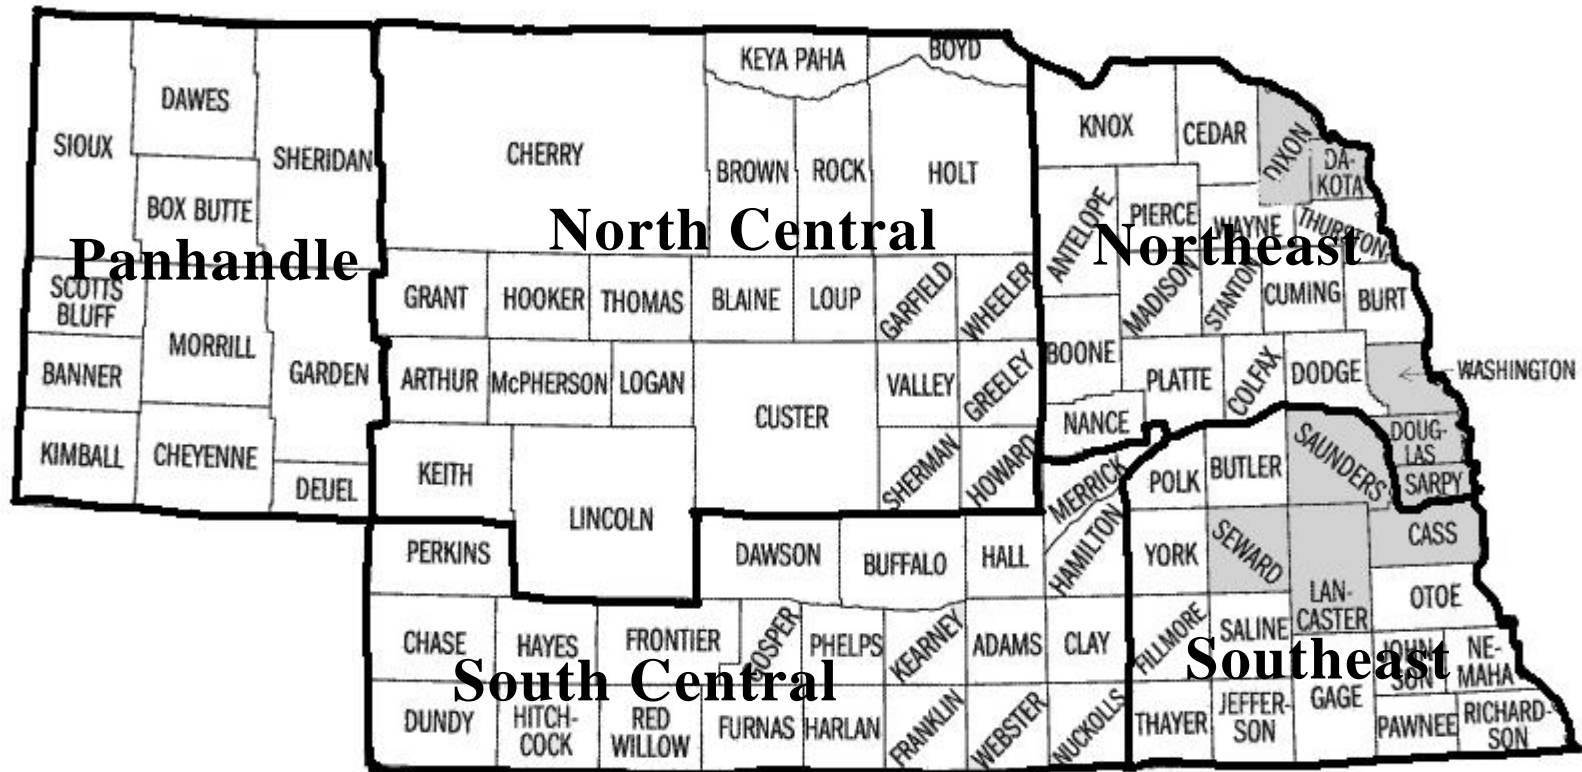 KEYA PAHA
BOYD
DAWES
SIOUX
SHERIDAN
CHERRY
BROWN
ROCK
HOLT
KNOX
CEDAR
DIXON
DA-
KOTA
BOX BUTTE
ANTELOPE
PIERCE
WAYNE
THURSTON
Panhandle
North Central
Northeast
SCOTTS
BLUFF
MORRILL
GRANT
HOOKER
THOMAS
BLAINE
LOUP
GARFIELD
WHEELER
MADISON
STANTON
CUMING
BURT
BANNER
GARDEN
ARTHUR
McPHERSON
LOGAN
CUSTER
VALLEY
GREELEY
BOONE
PLATTE
COLFAX
DODGE
WASHINGTON
KIMBALL
CHEYENNE
DEUEL
KEITH
LINCOLN
SHERMAN
HOWARD
NANCE
MERRICK
POLK
BUTLER
SAUNDERS
DOUG-
LAS
SARPY
PERKINS
DAWSON
BUFFALO
HALL
HAMILTON
YORK
SEWARD
LAN-
CASTER
CASS
OTOE
CHASE
HAYES
FRONTIER
GOSPER
PHELPS
KEARNEY
ADAMS
CLAY
FILLMORE
SALINE
JOHN-
SON
NE-
MAHA
South Central
Southeast
DUNDY
HITCH-
COCK
RED
WILLOW
FURNAS
HARLAN
FRANKLIN
WEBSTER
NUCKOLLS
THAYER
JEFFER-
SON
GAGE
PAWNEE
RICHARD-
SON